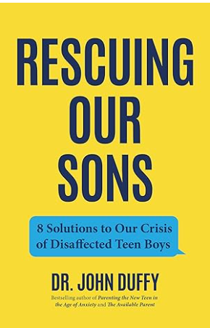 RESCUING
OUR
SONS
8 Solutions to Our Crisis
of Disaffected Teen Boys
DR. JOHN DUFFY
Bestselling author of Parenting the New Teen in
the Age of Anxiety and The Available Parent